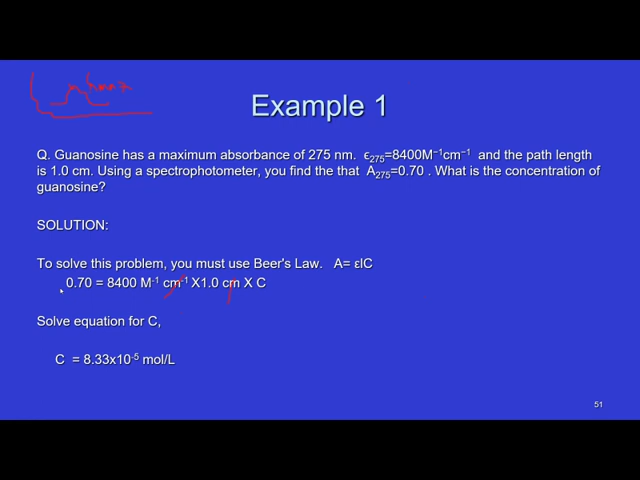 Example 1
Q. Guanosine has a maximum absorbance of 275 nm. ϵ₂₇₅=8400M⁻¹cm⁻¹ and the path length
is 1.0 cm. Using a spectrophotometer, you find the that A₂₇₅=0.70 . What is the concentration of
guanosine?
SOLUTION:
To solve this problem, you must use Beer's Law. A= εlC
0.70 = 8400 M⁻¹ cm⁻¹ X1.0 cm X C
Solve equation for C,
C = 8.33x10⁻⁵ mol/L
51